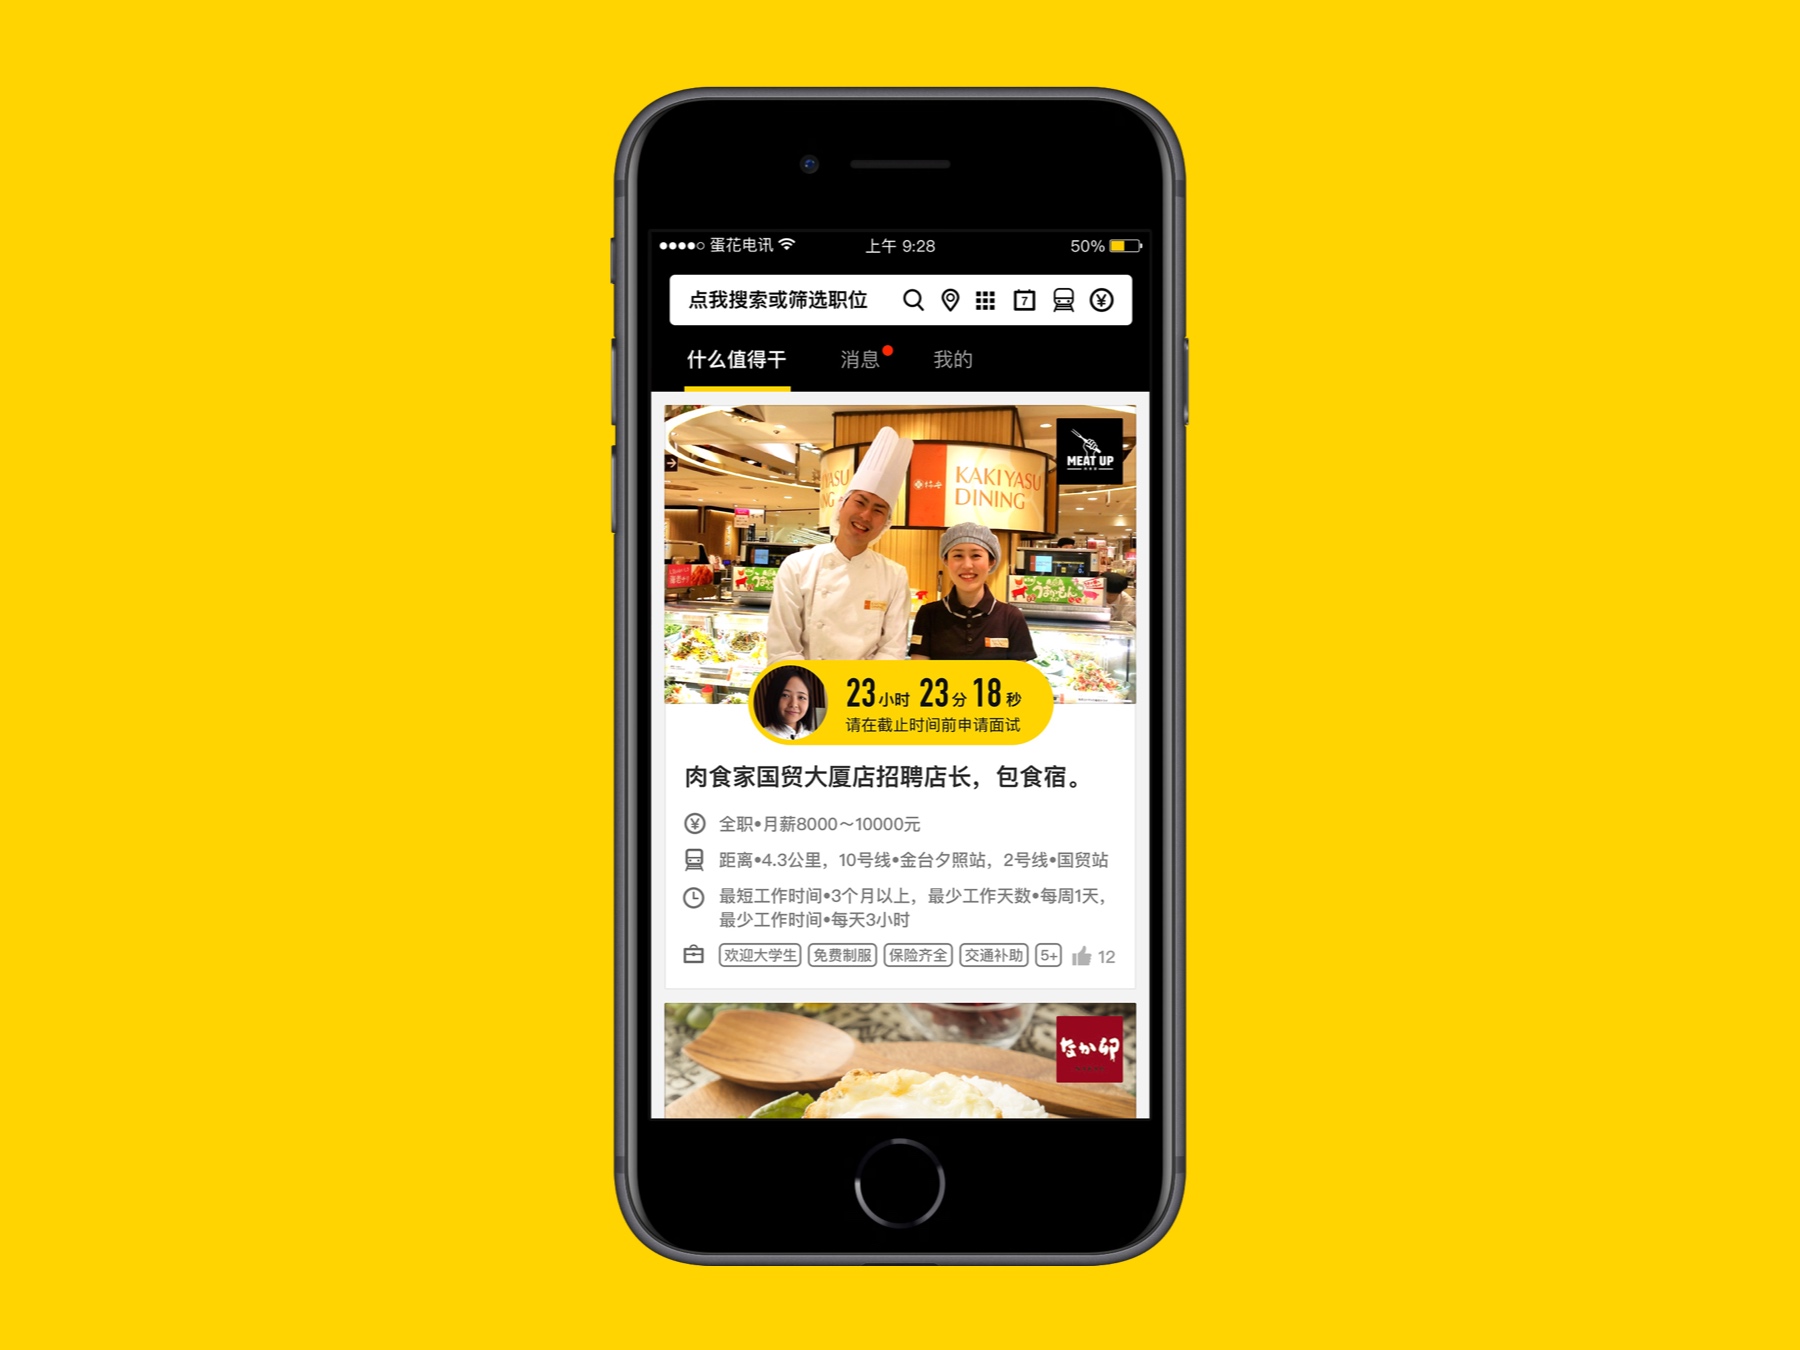 蛋花电讯
上午 9:28
50%
点我搜索或筛选职位
7
什么值得干
消息
我的
MEAT UP
KAKIYASU
DINING
柿安
YASU
NG
23小时 23分 18秒
请在截止时间前申请面试
肉食家国贸大厦店招聘店长，包食宿。
全职•月薪8000～10000元
距离•4.3公里，10号线•金台夕照站，2号线•国贸站
最短工作时间•3个月以上，最少工作天数•每周1天，
最少工作时间•每天3小时
欢迎大学生 免费制服 保险齐全 交通补助 5+ 12
なか卯